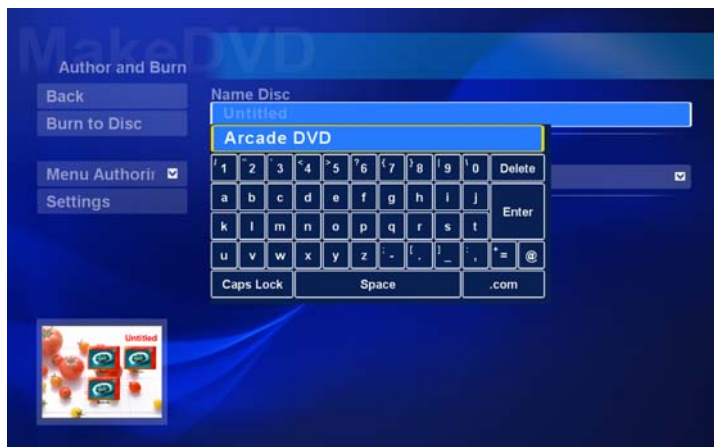 MakeDVD
Author and Burn
Back
Burn to Disc
Menu Authorin
Settings
Name Disc
Untitled
Arcade DVD
1 2 3 4 5 6 7 8 9 0 Delete
a b c d e f g h i j
Enter
k l m n o p q r s t
u v w x y z - . _ , = @
Caps Lock Space .com
Untitled